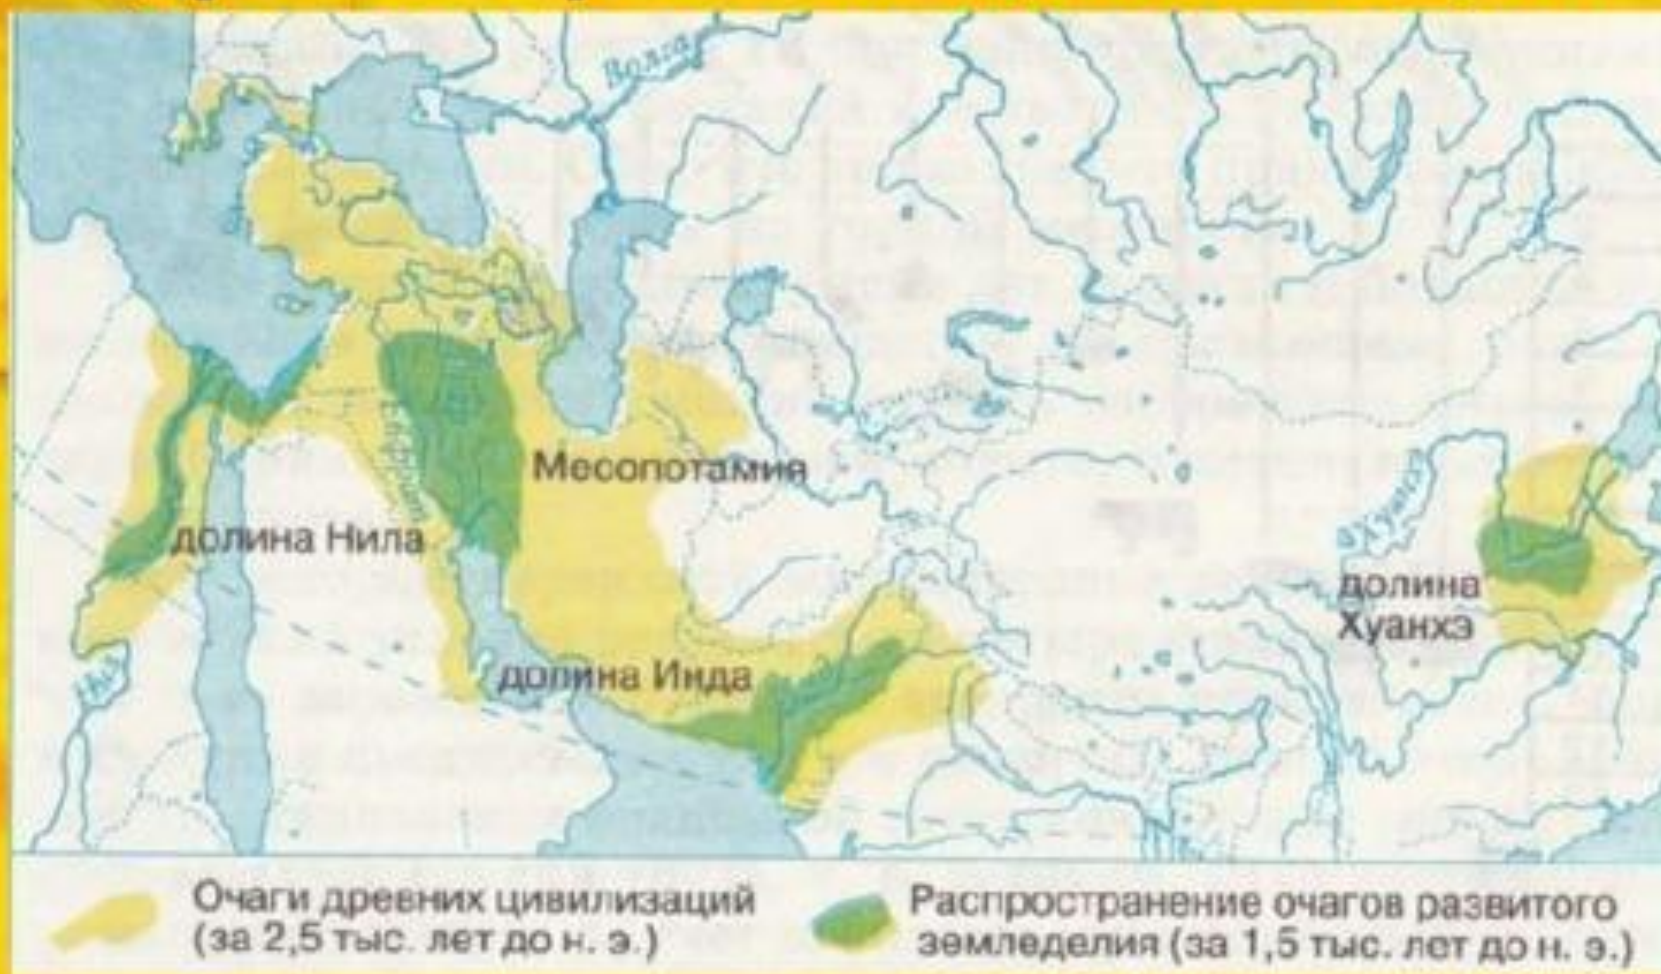 Волга
Месопотамия
Евфрат
долина Нила
Нил
долина Инда
Хуанхэ
долина
Хуанхэ
Очаги древних цивилизаций
(за 2,5 тыс. лет до н. э.)
Распространение очагов развитого
земледелия (за 1,5 тыс. лет до н. э.)